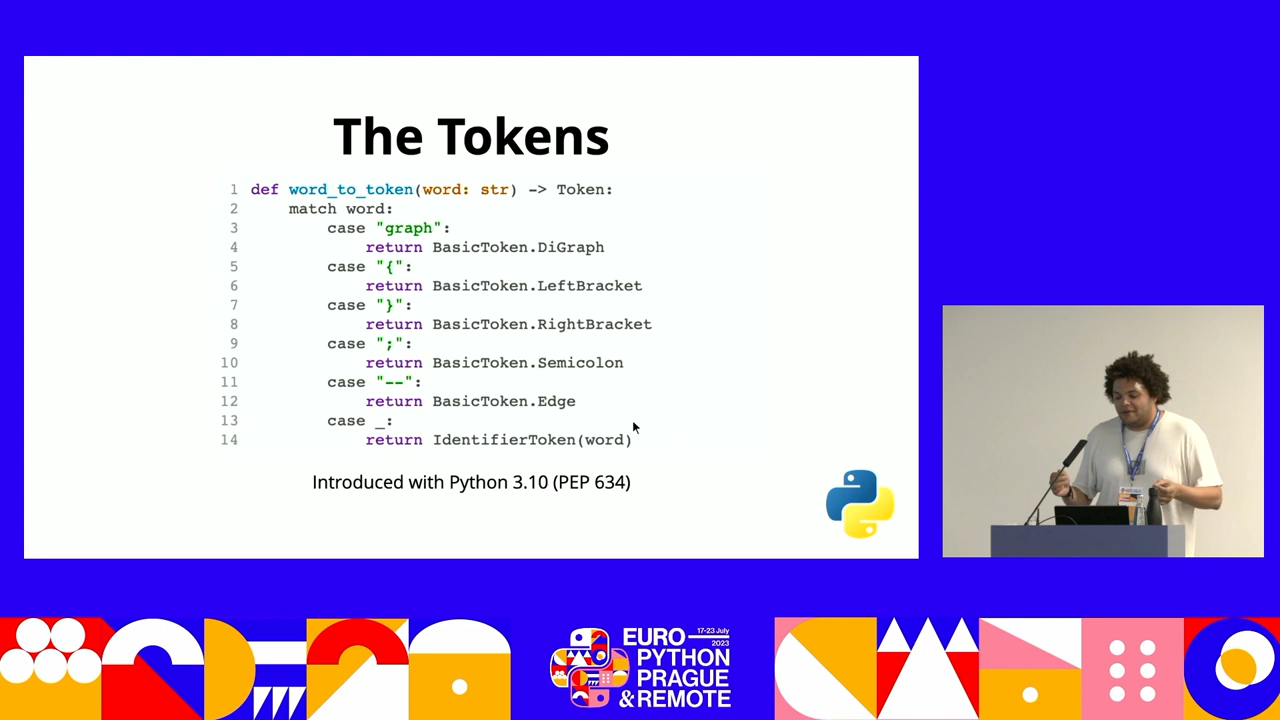 The Tokens
1 def word_to_token(word: str) -> Token:
2     match word:
3         case "graph":
4             return BasicToken.DiGraph
5         case "{":
6             return BasicToken.LeftBracket
7         case "}":
8             return BasicToken.RightBracket
9         case ";":
10             return BasicToken.Semicolon
11         case "--":
12             return BasicToken.Edge
13         case _:
14             return IdentifierToken(word)
Introduced with Python 3.10 (PEP 634)
EURO 17-23 July 2023
PYTHON
PRAGUE
& REMOTE